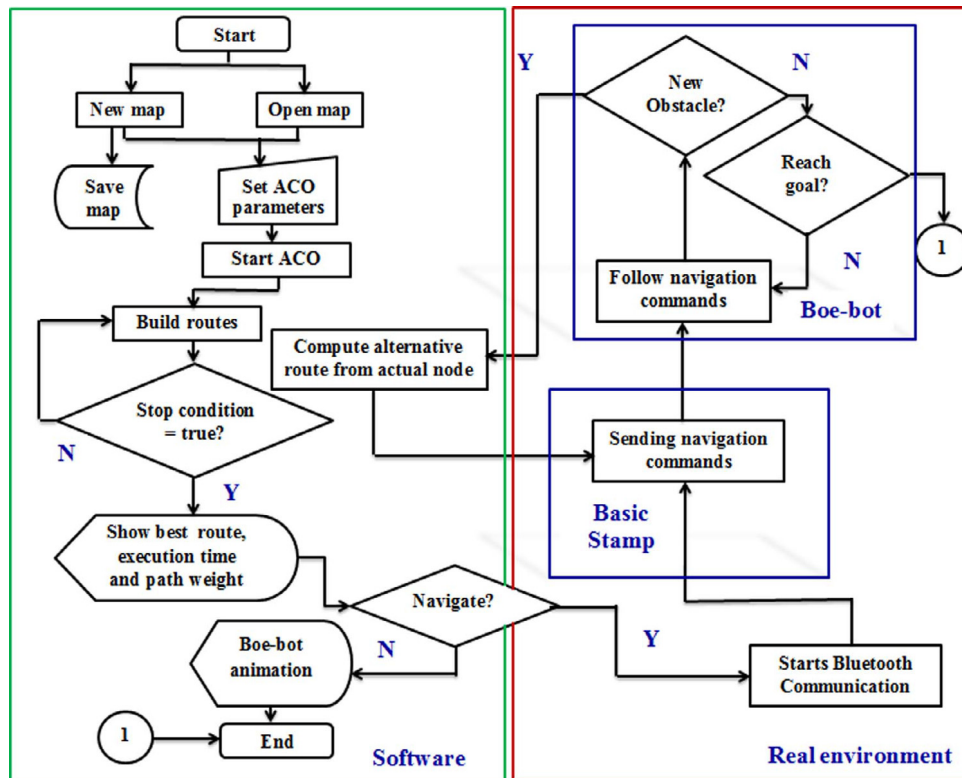 Start
New map
Open map
Save
map
Set ACO
parameters
Start ACO
Build routes
Stop condition
= true?
N
Y
Show best route,
execution time
and path weight
Navigate?
N
Boe-bot
animation
1
End
Software
Compute alternative
route from actual node
Y
New
Obstacle?
N
Reach
goal?
N
1
Follow navigation
commands
Boe-bot
Sending navigation
commands
Basic
Stamp
Y
Starts Bluetooth
Communication
Real environment